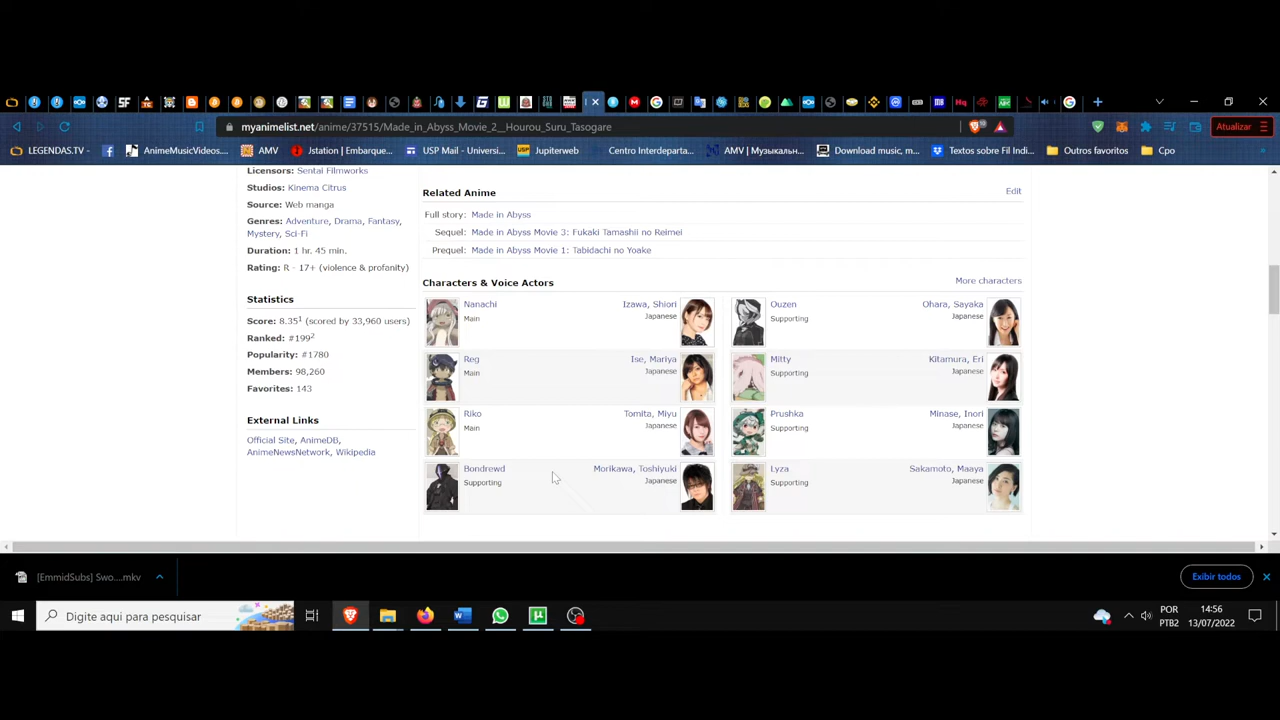 myanimelist.net/anime/37515/Made_in_Abyss_Movie_2__Hourou_Suru_Tasogare
Atualizar
LEGENDAS.TV -
AnimeMusicVideos...
AMV
Jstation | Embarque...
USP Mail - Universi...
Jupiterweb
Centro Interdeparta...
AMV | Музыкальн...
Download music, m...
Textos sobre Fil Indi...
Outros favoritos
Cpo
Licensors: Sentai Filmworks
Studios: Kinema Citrus
Source: Web manga
Genres: Adventure, Drama, Fantasy,
Mystery, Sci-Fi
Duration: 1 hr. 45 min.
Rating: R - 17+ (violence & profanity)
Statistics
Score: 8.35¹ (scored by 33,960 users)
Ranked: #199²
Popularity: #1780
Members: 98,260
Favorites: 143
External Links
Official Site, AnimeDB,
AnimeNewsNetwork, Wikipedia
Related Anime
Edit
Full story: Made in Abyss
Sequel: Made in Abyss Movie 3: Fukaki Tamashii no Reimei
Prequel: Made in Abyss Movie 1: Tabidachi no Yoake
Characters & Voice Actors
More characters
Nanachi
Main
Izawa, Shiori
Japanese
Ouzen
Supporting
Ohara, Sayaka
Japanese
Reg
Main
Ise, Mariya
Japanese
Mitty
Supporting
Kitamura, Eri
Japanese
Riko
Main
Tomita, Miyu
Japanese
Prushka
Supporting
Minase, Inori
Japanese
Bondrewd
Supporting
Morikawa, Toshiyuki
Japanese
Lyza
Supporting
Sakamoto, Maaya
Japanese
[EmmidSubs] Swo....mkv
Exibir todos
Digite aqui para pesquisar
POR
PTB2
14:56
13/07/2022